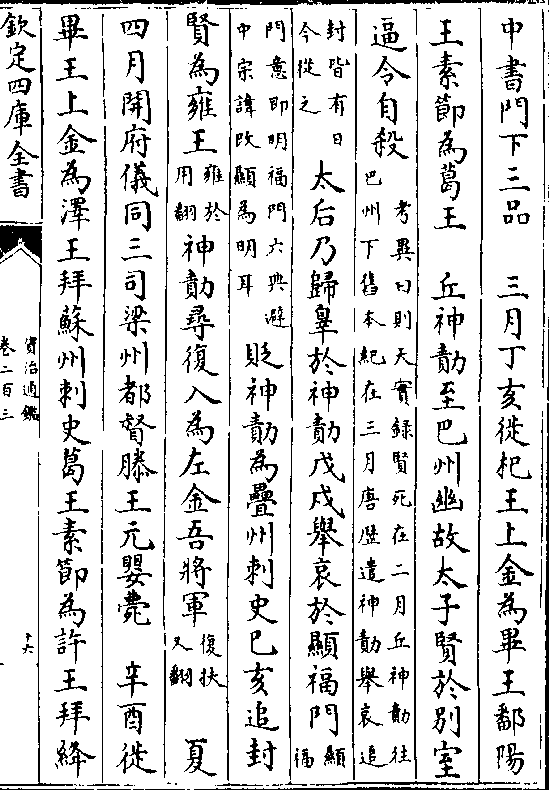 中書門下三品　三月丁亥徙杞王上金為畢王鄱陽
王素節為葛王　丘神勣至巴州幽故太子賢於别室
逼令自殺
考異曰則天實録賢死在二月丘神勣往
巴州下舊本紀在三月唐厯遣神勣舉哀追
封皆有日
今從之
太后乃歸辠於神勣戊戌舉哀於顯福門
顯
福
門意即明福門六典避
中宗諱改顯為明耳
貶神勣為疊州刺史己亥追封
賢為雍王
雍於
用翻
神勣尋復入為左金吾將軍
復扶
又翻
夏
四月開府儀同三司梁州都督滕王元嬰薨　辛酉徙
畢王上金為澤王拜蘇州刺史葛王素節為許王拜絳
欽定四庫全書
資治通鑑
卷二百三
十六